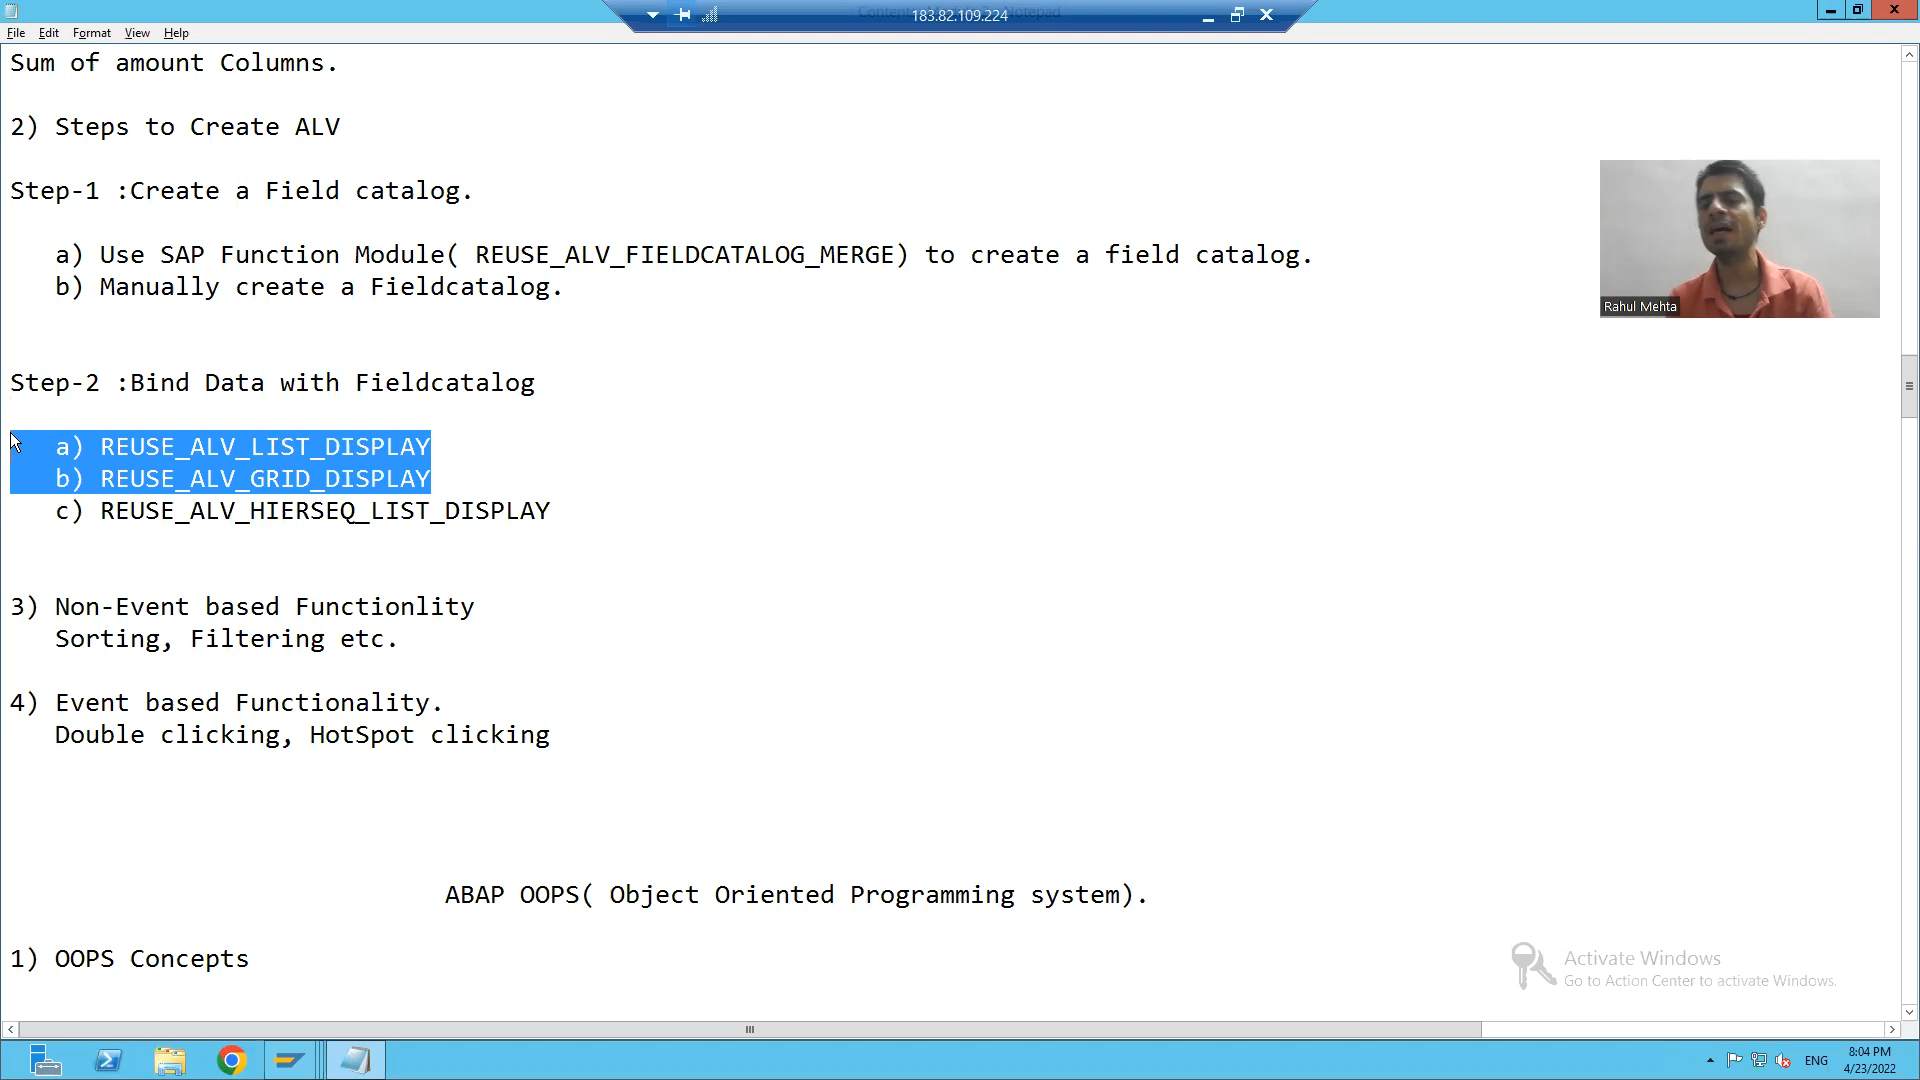 183.82.109.224
File Edit Format View Help
Sum of amount Columns.
2) Steps to Create ALV
Step-1 :Create a Field catalog.
a) Use SAP Function Module( REUSE_ALV_FIELDCATALOG_MERGE) to create a field catalog.
b) Manually create a Fieldcatalog.
Rahul Mehta
Step-2 :Bind Data with Fieldcatalog
a) REUSE_ALV_LIST_DISPLAY
b) REUSE_ALV_GRID_DISPLAY
c) REUSE_ALV_HIERSEQ_LIST_DISPLAY
3) Non-Event based Functionlity
Sorting, Filtering etc.
4) Event based Functionality.
Double clicking, HotSpot clicking
ABAP OOPS( Object Oriented Programming system).
1) OOPS Concepts
Activate Windows
Go to Action Center to activate Windows.
ENG
8:04 PM
4/23/2022